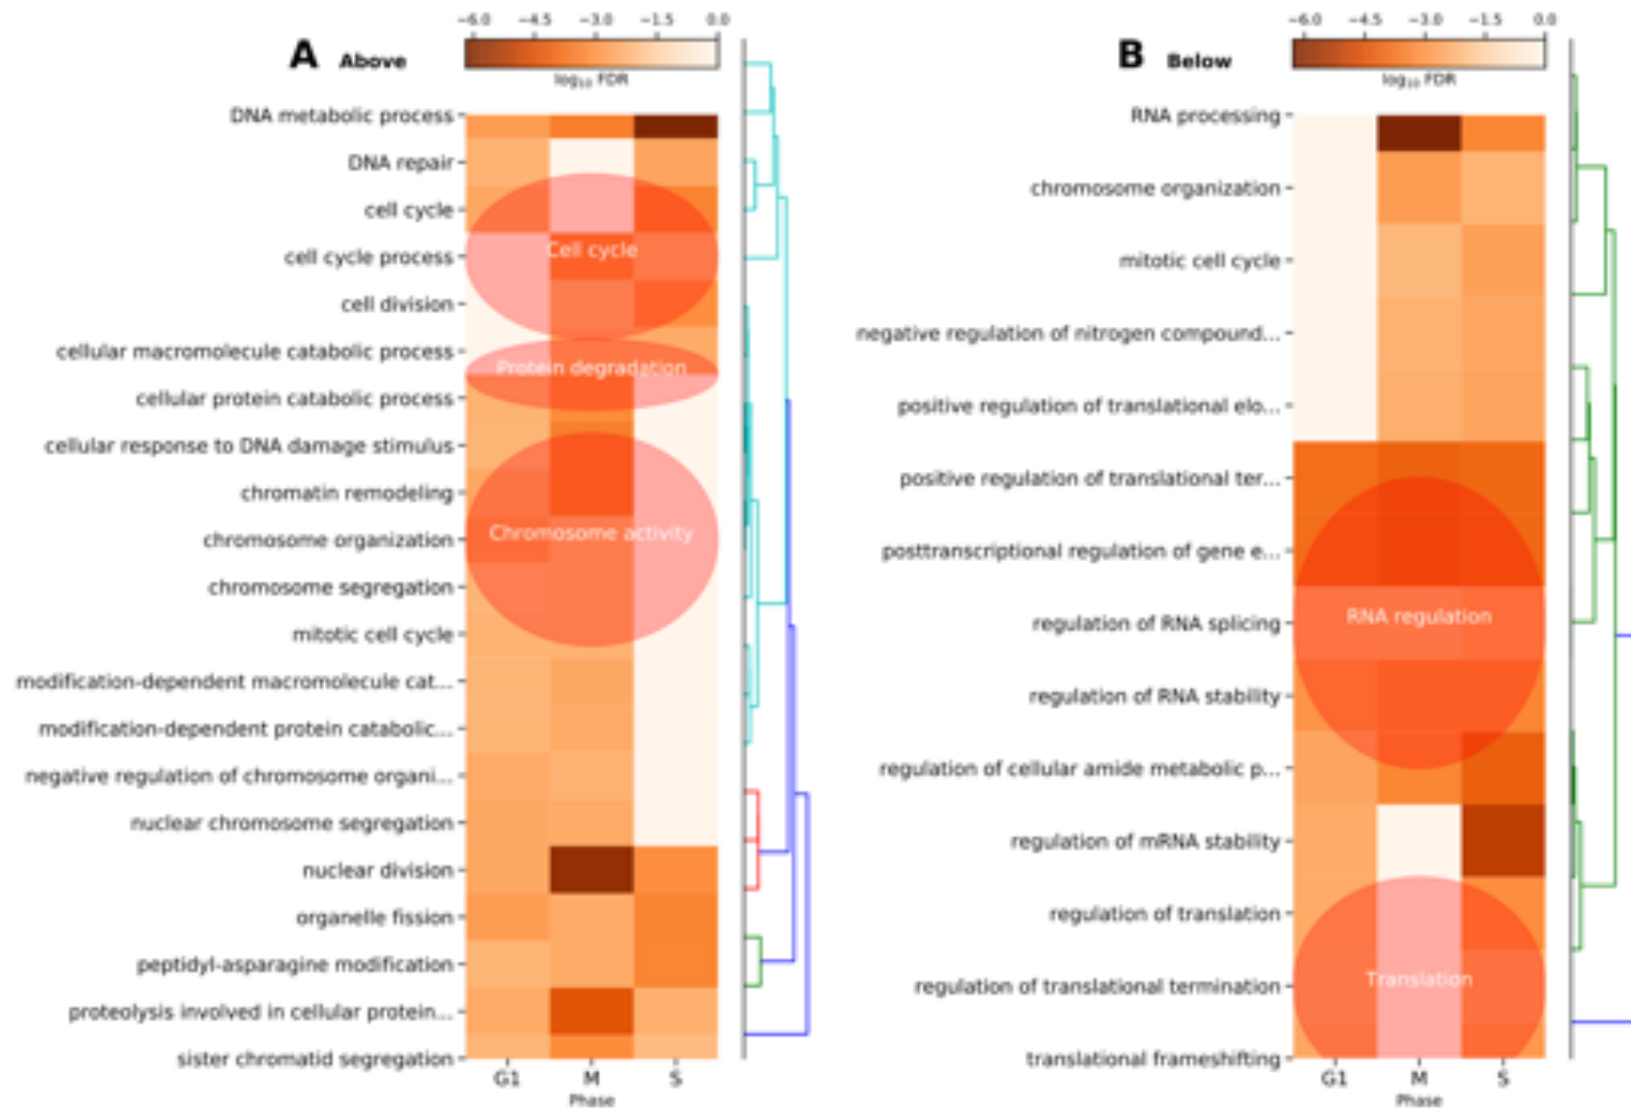 −6.0 −4.5 −3.0 −1.5 0.0
A Above
log10 FDR
DNA metabolic process
DNA repair
cell cycle
cell cycle process
cell division
cellular macromolecule catabolic process
cellular protein catabolic process
cellular response to DNA damage stimulus
chromatin remodeling
chromosome organization
chromosome segregation
mitotic cell cycle
modification-dependent macromolecule cat...
modification-dependent protein catabolic...
negative regulation of chromosome organi...
nuclear chromosome segregation
nuclear division
organelle fission
peptidyl-asparagine modification
proteolysis involved in cellular protein...
sister chromatid segregation
Cell cycle
Protein degradation
Chromosome activity
G1 M S
Phase
−6.0 −4.5 −3.0 −1.5 0.0
B Below
log10 FDR
RNA processing
chromosome organization
mitotic cell cycle
negative regulation of nitrogen compound...
positive regulation of translational elo...
positive regulation of translational ter...
posttranscriptional regulation of gene e...
regulation of RNA splicing
regulation of RNA stability
regulation of cellular amide metabolic p...
regulation of mRNA stability
regulation of translation
regulation of translational termination
translational frameshifting
RNA regulation
Translation
G1 M S
Phase